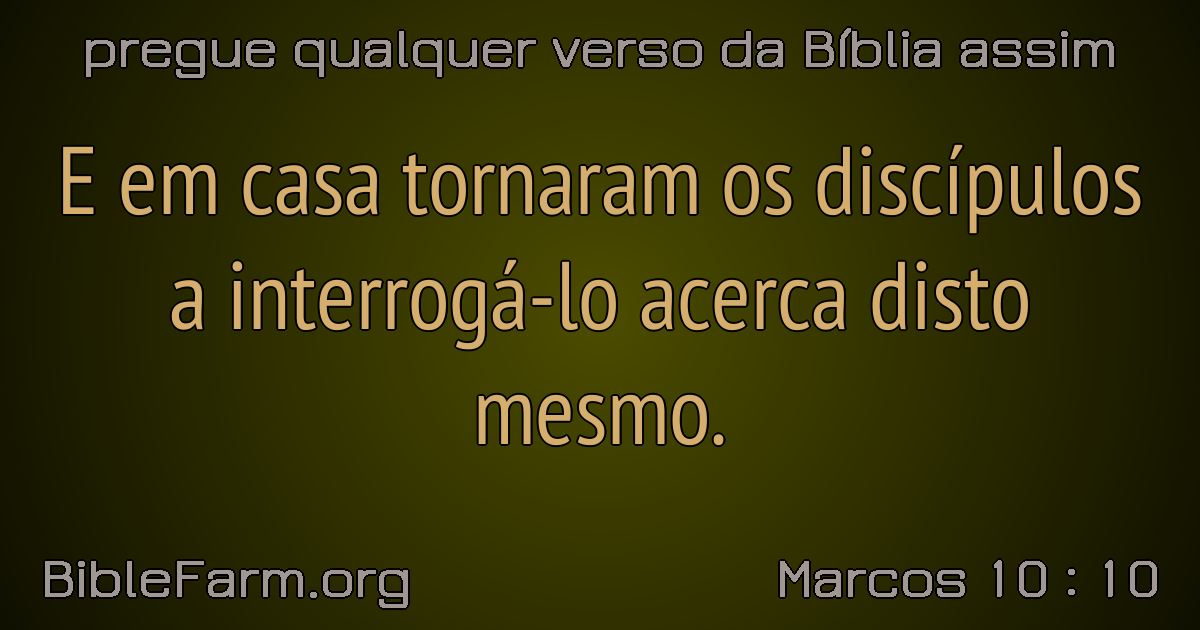 pregue qualquer verso da Bíblia assim
E em casa tornaram os discípulos
a interrogá-lo acerca disto
mesmo.
BibleFarm.org
Marcos 10 : 10